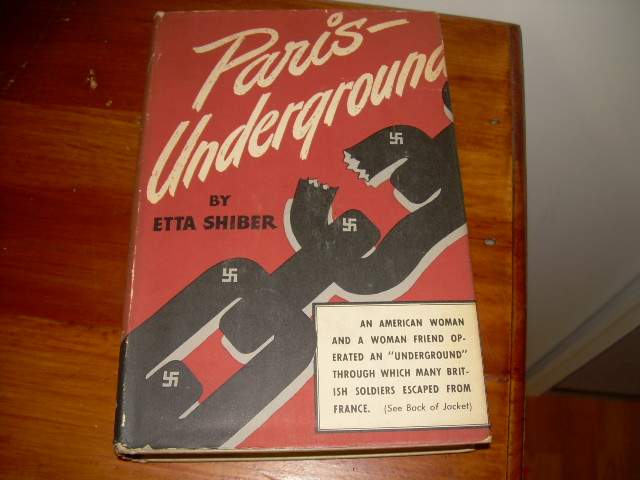 Paris-
Underground
BY
ETTA SHIBER
AN AMERICAN WOMAN
AND A WOMAN FRIEND OP-
ERATED AN "UNDERGROUND"
THROUGH WHICH MANY BRIT-
ISH SOLDIERS ESCAPED FROM
FRANCE. (See Back of Jacket)